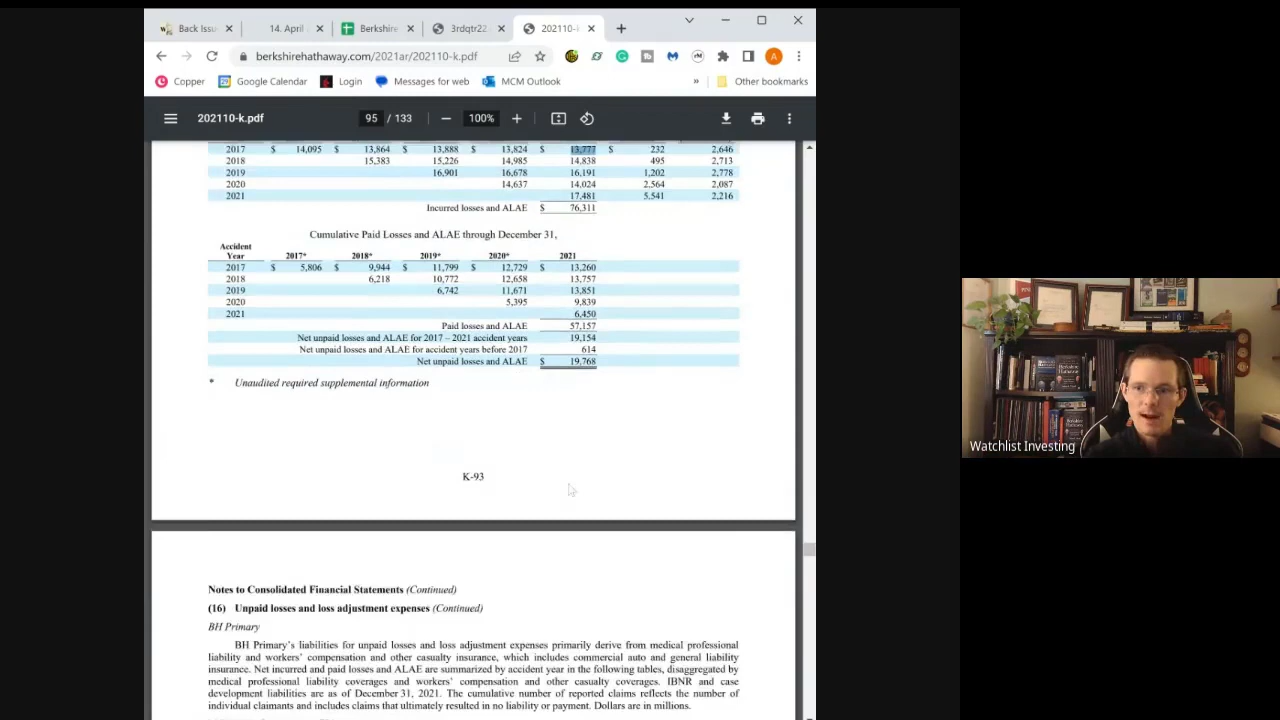 Back Issu
14. April
Berkshire
3rdqtr22
202110-k
berkshirehathaway.com/2021ar/202110-k.pdf
Copper Google Calendar Login Messages for web MCM Outlook » Other bookmarks
202110-k.pdf 95 / 133 100%
2017 $ 14,095 $ 13,864 $ 13,888 $ 13,824 $ 13,777 $ 232 2,646
2018 15,383 15,226 14,985 14,838 495 2,713
2019 16,901 16,678 16,191 1,202 2,778
2020 14,637 14,024 2,564 2,087
2021 17,481 5,541 2,216
Incurred losses and ALAE $ 76,311
Cumulative Paid Losses and ALAE through December 31,
Accident
Year 2017* 2018* 2019* 2020* 2021
2017 $ 5,806 $ 9,944 $ 11,799 $ 12,729 $ 13,260
2018 6,218 10,772 12,658 13,757
2019 6,742 11,671 13,851
2020 5,395 9,839
2021 6,450
Paid losses and ALAE 57,157
Net unpaid losses and ALAE for 2017 – 2021 accident years 19,154
Net unpaid losses and ALAE for accident years before 2017 614
Net unpaid losses and ALAE $ 19,768
* Unaudited required supplemental information
K-93
Notes to Consolidated Financial Statements (Continued)
(16) Unpaid losses and loss adjustment expenses (Continued)
BH Primary
BH Primary's liabilities for unpaid losses and loss adjustment expenses primarily derive from medical professional
liability and workers' compensation and other casualty insurance, which includes commercial auto and general liability
insurance. Net incurred and paid losses and ALAE are summarized by accident year in the following tables, disaggregated by
medical professional liability coverages and workers' compensation and other casualty coverages. IBNR and case
development liabilities are as of December 31, 2021. The cumulative number of reported claims reflects the number of
individual claimants and includes claims that ultimately resulted in no liability or payment. Dollars are in millions.
Watchlist Investing